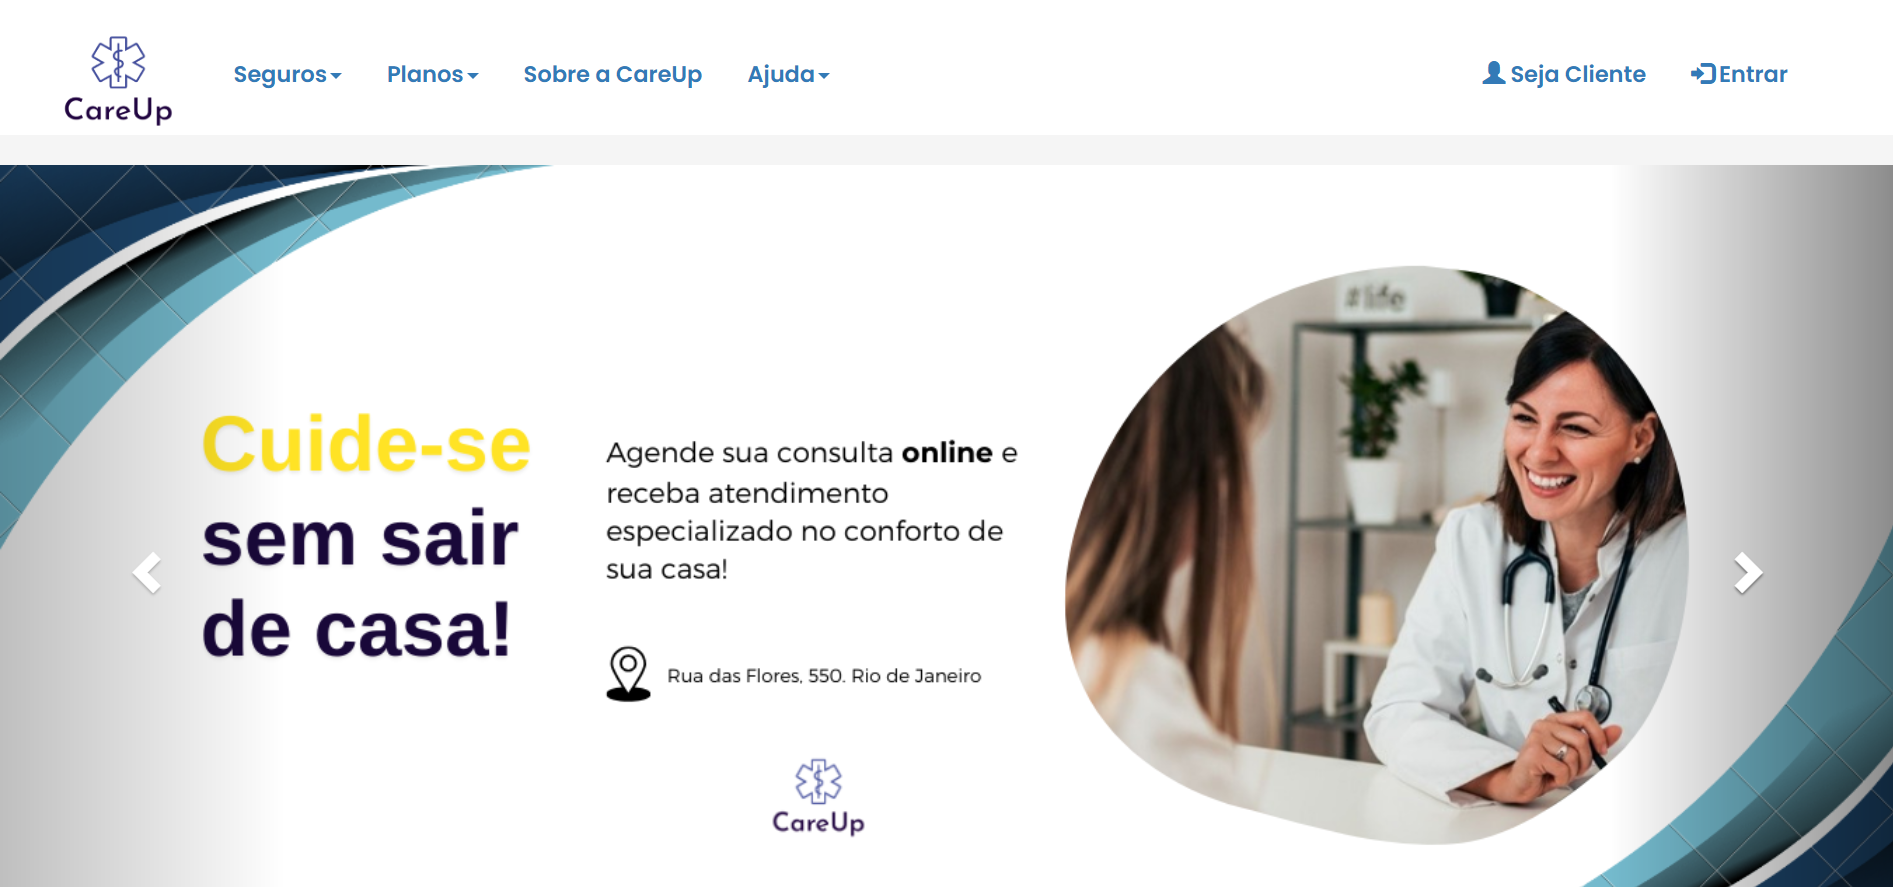 CareUp
Seguros
Planos
Sobre a CareUp
Ajuda
Seja Cliente
Entrar
Cuide-se
sem sair
de casa!
Agende sua consulta online e
receba atendimento
especializado no conforto de
sua casa!
Rua das Flores, 550. Rio de Janeiro
CareUp
#life